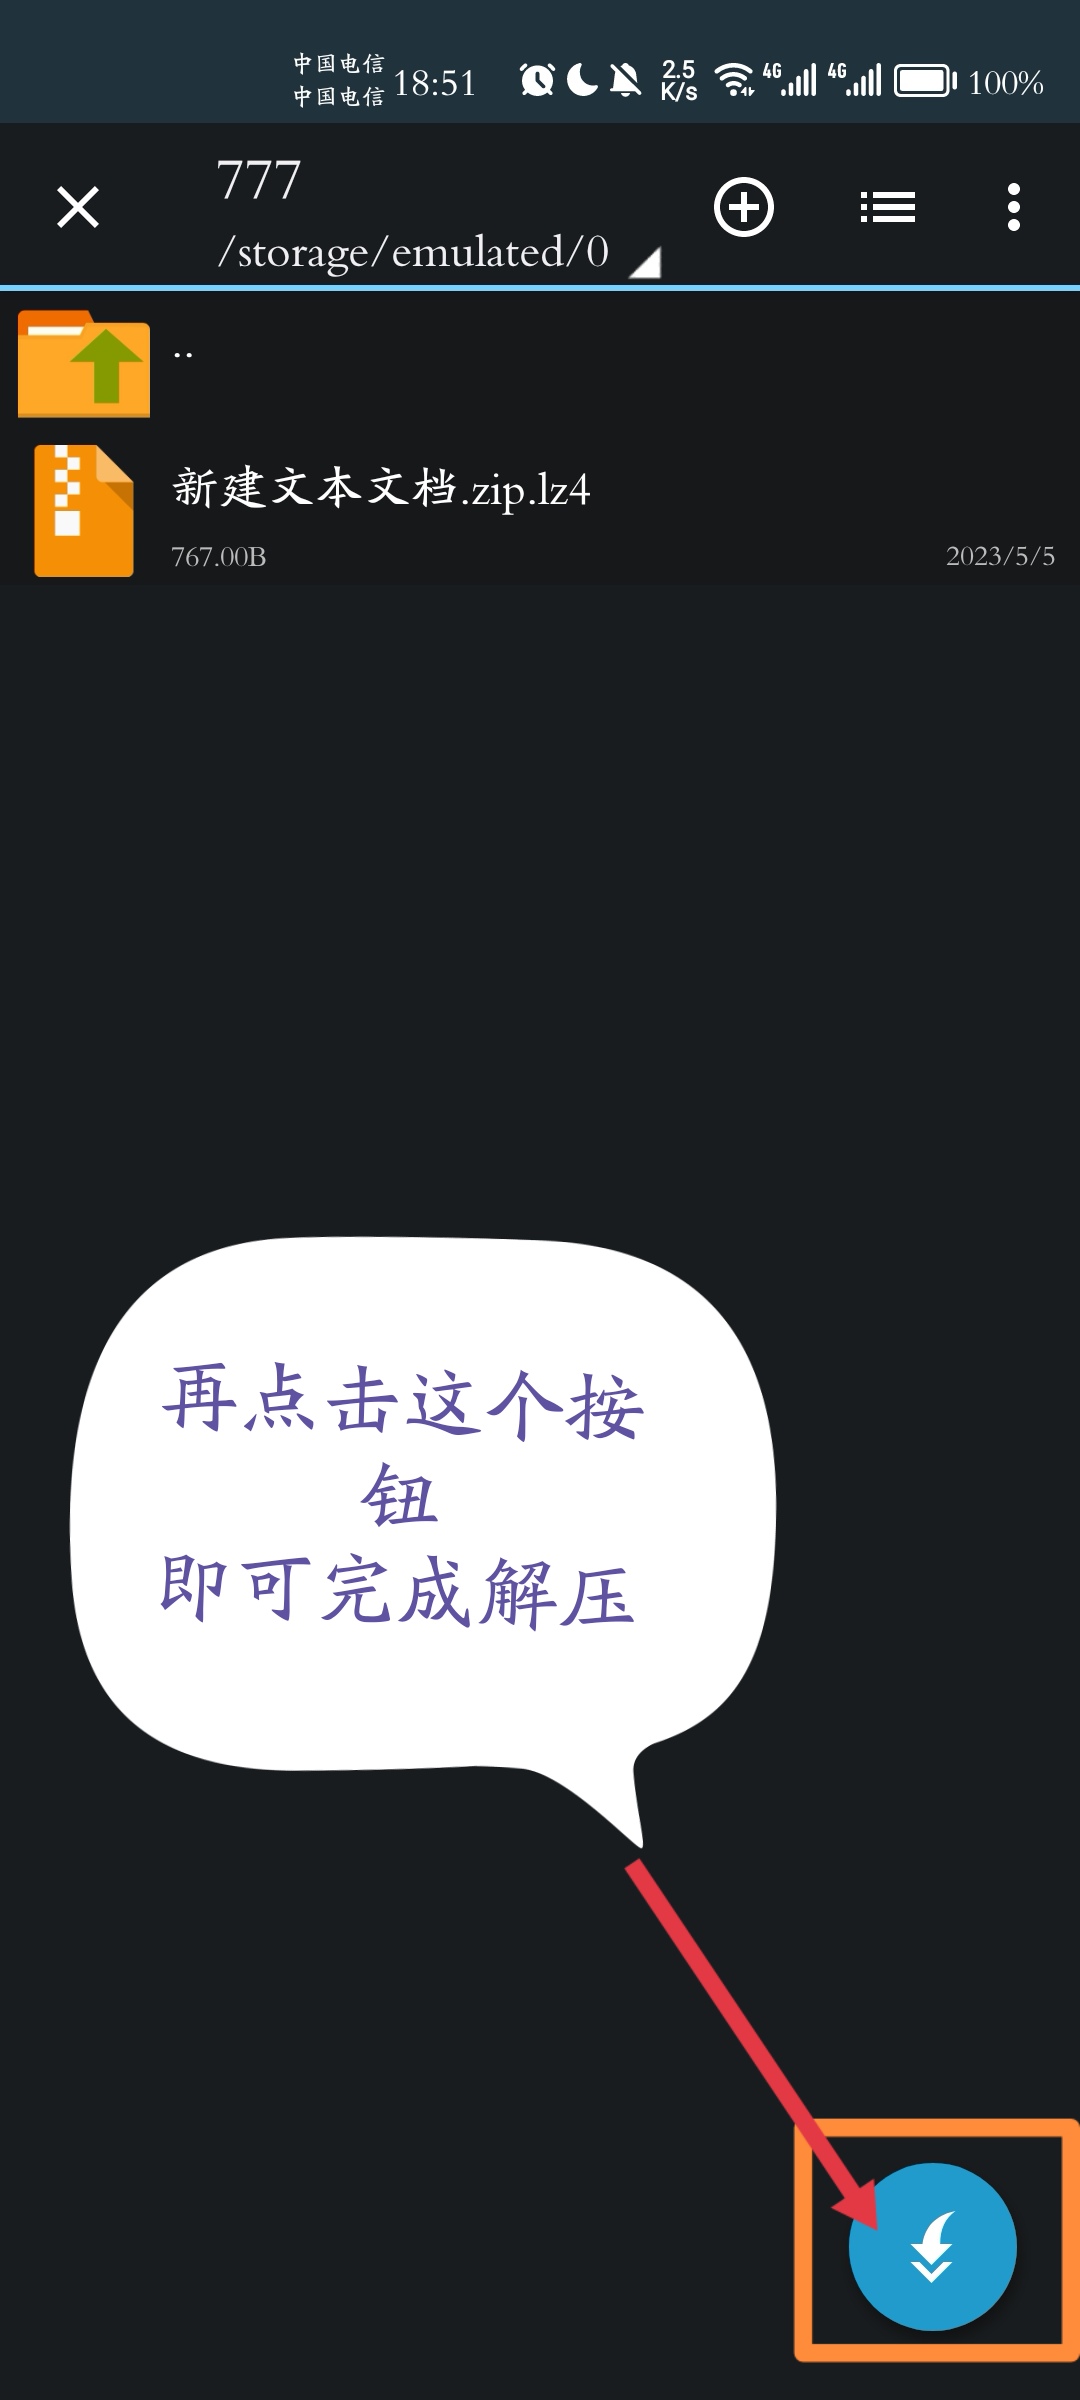 中国电信
中国电信
18:51
2.5
K/s
4G
4G
100%
777
/storage/emulated/0
..
新建文本文档.zip.lz4
767.00B
2023/5/5
再点击这个按
钮
即可完成解压